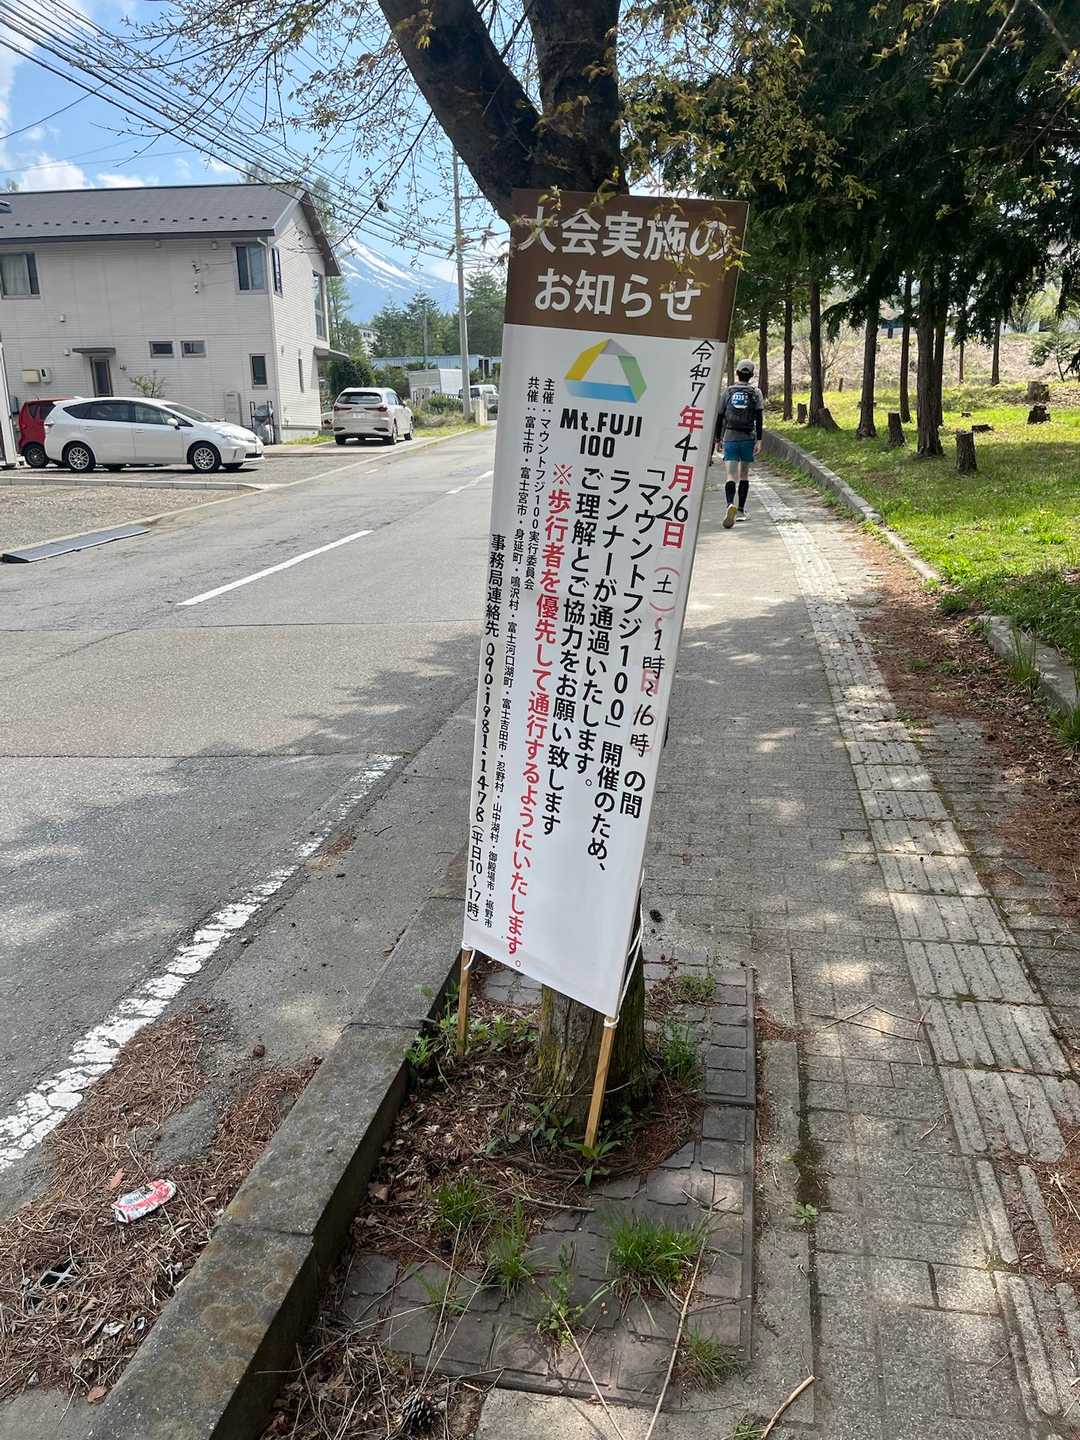 大会実施の
お知らせ
Mt.FUJI
100
令和7年4月26日(土)~1時~16時の間
「マウントフジ100」開催のため、
ランナーが通過いたします。
ご理解とご協力をお願い致します
※歩行者を優先して通行するようにいたします。
主催:マウントフジ100実行委員会
共催:富士市・富士宮市・身延町・鳴沢村・富士河口湖町・富士吉田市・忍野村・山中湖村・御殿場市・裾野市
事務局連絡先 090-1981-1478(平日10~17時)